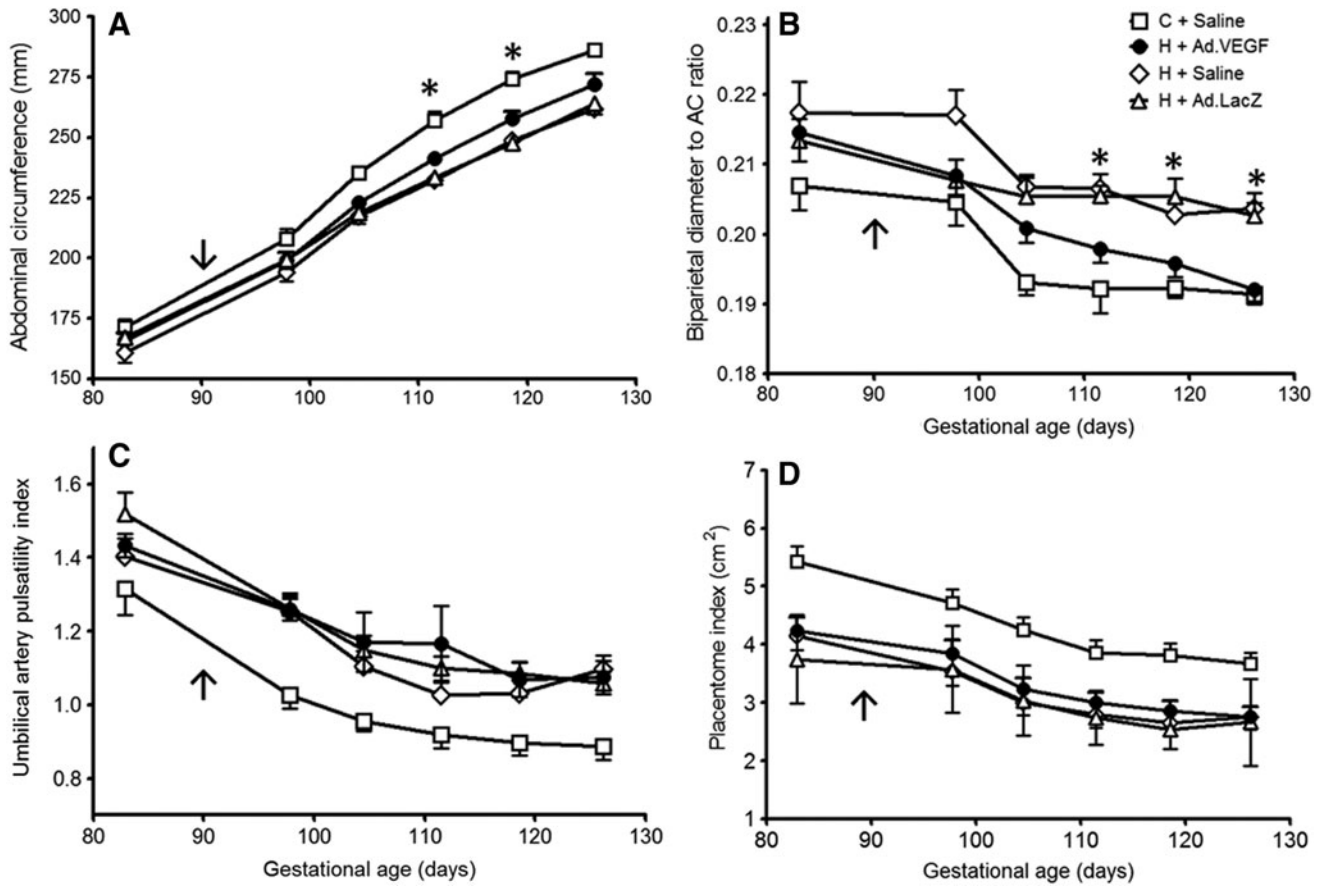 A
Abdominal circumference (mm)
300
275
250
225
200
175
150
80 90 100 110 120 130
*
*
B
Biparietal diameter to AC ratio
0.23
0.22
0.21
0.20
0.19
0.18
80 90 100 110 120 130
Gestational age (days)
C + Saline
H + Ad.VEGF
H + Saline
H + Ad.LacZ
*
*
*
C
Umbilical artery pulsatility index
1.6
1.4
1.2
1.0
0.8
80 90 100 110 120 130
Gestational age (days)
D
Placentome index (cm²)
7
6
5
4
3
2
1
80 90 100 110 120 130
Gestational age (days)